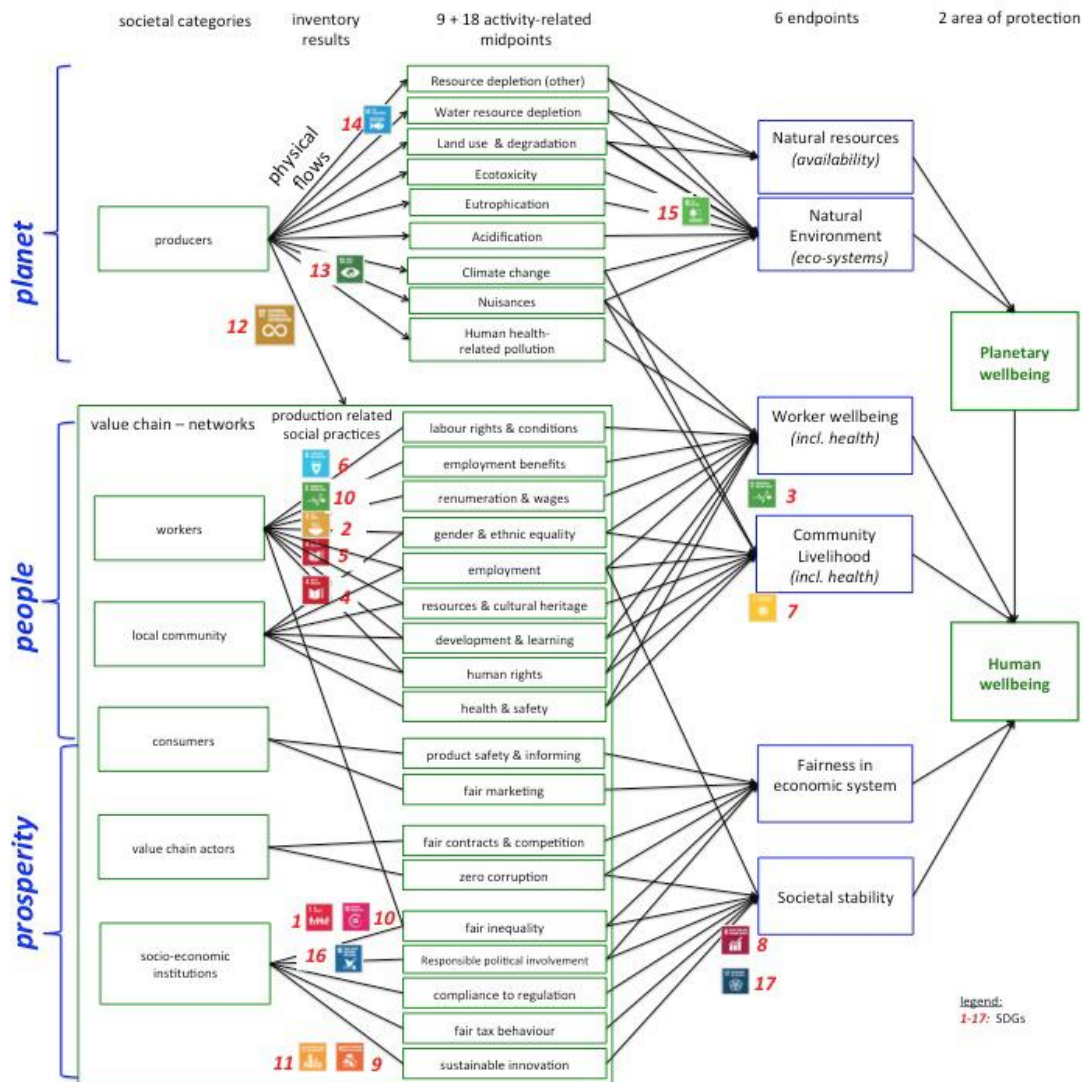 societal categories
inventory
results
9 + 18 activity-related
midpoints
6 endpoints
2 area of protection
planet
physical
flows
producers
14
13
12
Resource depletion (other)
Water resource depletion
Land use & degradation
Ecotoxicity
Eutrophication
Acidification
Climate change
Nuisances
Human health-
related pollution
15
Natural resources
(availability)
Natural
Environment
(eco-systems)
Planetary
wellbeing
people
value chain – networks
production related
social practices
workers
local community
consumers
6
10
2
5
4
labour rights & conditions
employment benefits
renumeration & wages
gender & ethnic equality
employment
resources & cultural heritage
development & learning
human rights
health & safety
Worker wellbeing
(incl. health)
3
Community
Livelihood
(incl. health)
7
Human
wellbeing
prosperity
value chain actors
socio-economic
institutions
1
10
16
11
9
product safety & informing
fair marketing
fair contracts & competition
zero corruption
fair inequality
Responsible political involvement
compliance to regulation
fair tax behaviour
sustainable innovation
Fairness in
economic system
Societal stability
8
17
legend:
1-17: SDGs